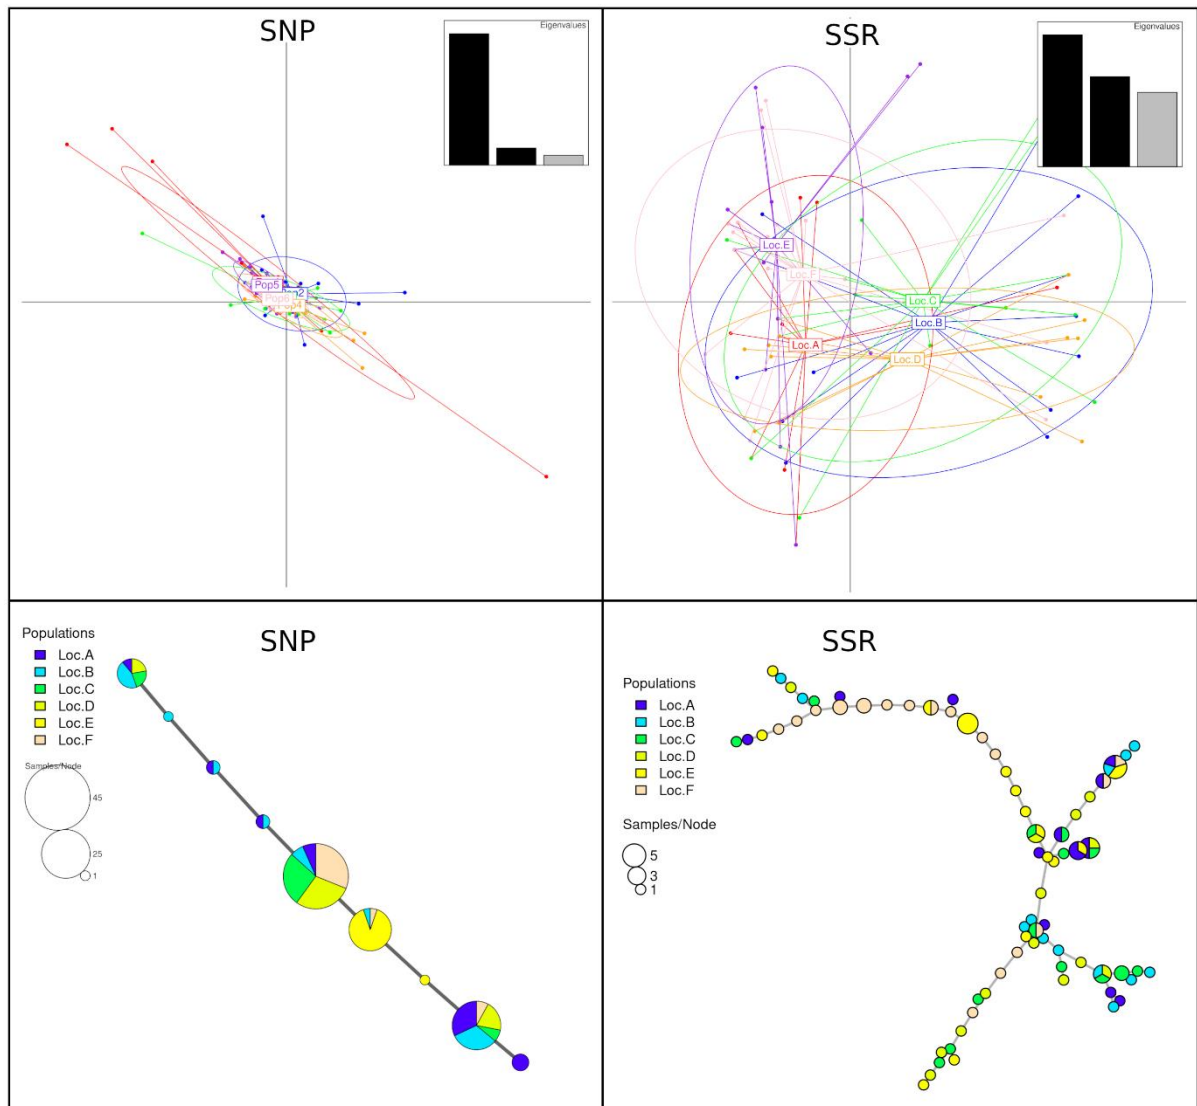 SNP
Eigenvalues
Pop5
Pop6
SSR
Eigenvalues
Loc.E
Loc.F
Loc.C
Loc.B
Loc.A
Loc.D
SNP
Populations
Loc.A
Loc.B
Loc.C
Loc.D
Loc.E
Loc.F
Samples/Node
45
25
1
SSR
Populations
Loc.A
Loc.B
Loc.C
Loc.D
Loc.E
Loc.F
Samples/Node
5
3
1